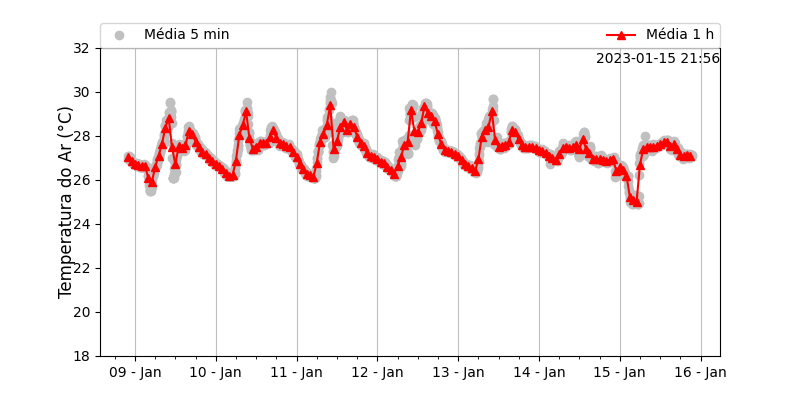 Média 5 min
Média 1 h
2023-01-15 21:56
Temperatura do Ar (°C)
32
30
28
26
24
22
20
18
09 - Jan
10 - Jan
11 - Jan
12 - Jan
13 - Jan
14 - Jan
15 - Jan
16 - Jan